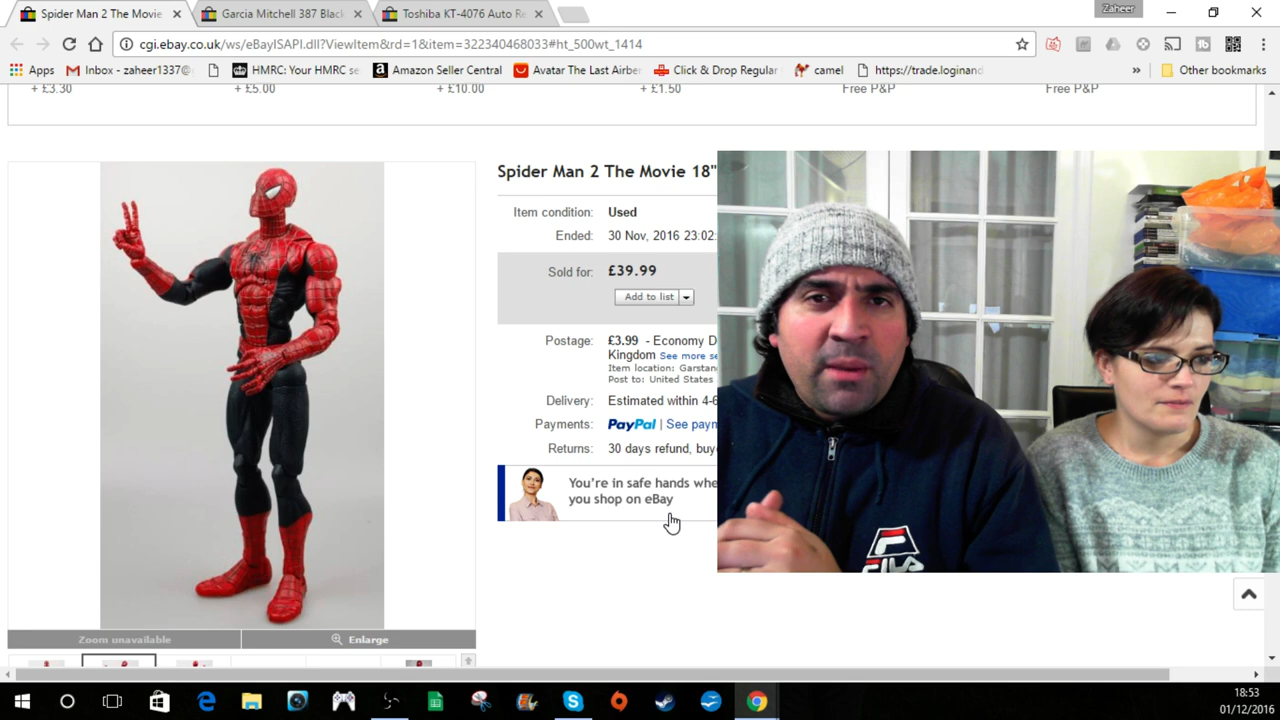 Spider Man 2 The Movie
Garcia Mitchell 387 Black
Toshiba KT-4076 Auto Re
Zaheer
cgi.ebay.co.uk/ws/eBayISAPI.dll?ViewItem&rd=1&item=322340468033#ht_500wt_1414
Apps
Inbox - zaheer1337@
HMRC: Your HMRC se
Amazon Seller Central
Avatar The Last Airber
Click & Drop Regular
camel
https://trade.loginand
»
Other bookmarks
+ £3.30
+ £5.00
+ £10.00
+ £1.50
Free P&P
Free P&P
Spider Man 2 The Movie 18"
Item condition: Used
Ended: 30 Nov, 2016 23:02:
Sold for: £39.99
Add to list
Postage: £3.99 - Economy D
Kingdom See more se
Item location: Garstang
Post to: United States
Delivery: Estimated within 4-6
Payments: PayPal | See payn
Returns: 30 days refund, buye
You're in safe hands whe
you shop on eBay
FILA
Zoom unavailable
Enlarge
18:53
01/12/2016